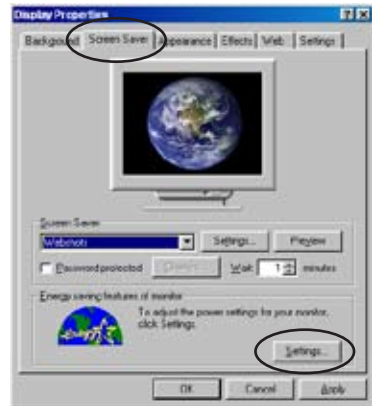 Display Properties
Background Screen Saver Appearance Effects Web Settings
Screen Saver
Webshots Settings... Preview
Password protected Change... Wait: 1 minutes
Energy saving features of monitor
To adjust the power settings for your monitor,
click Settings.
Settings...
OK Cancel Apply